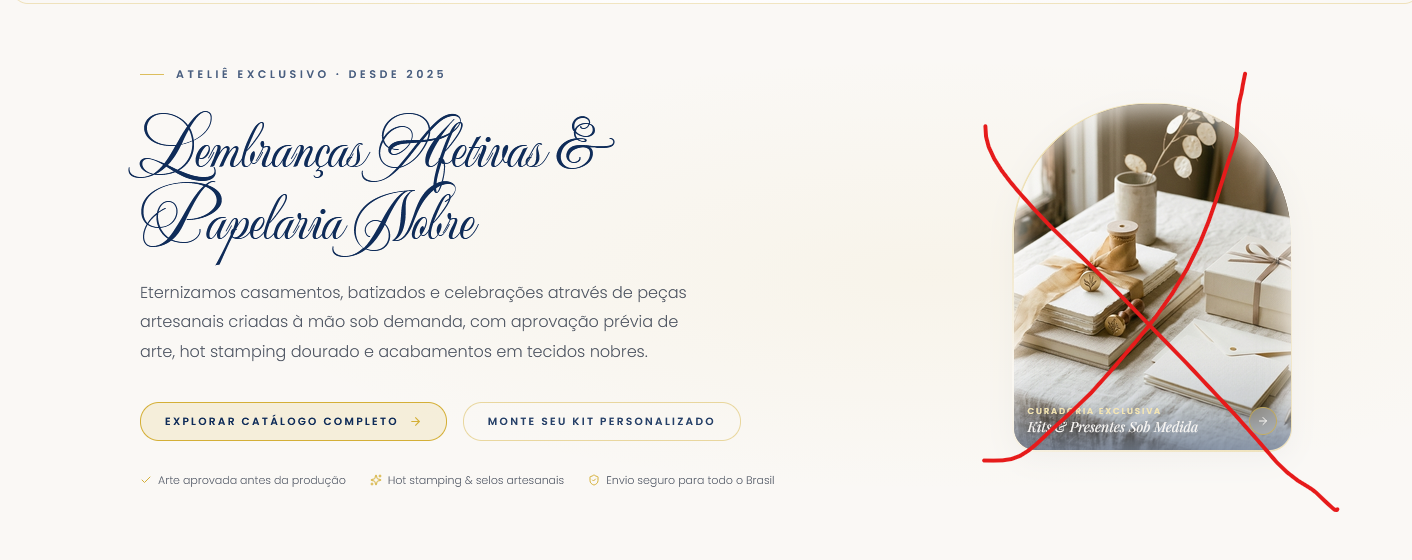 ATELIÊ EXCLUSIVO · DESDE 2025
Lembranças Afetivas &
Papelaria Nobre
Eternizamos casamentos, batizados e celebrações através de peças
artesanais criadas à mão sob demanda, com aprovação prévia de
arte, hot stamping dourado e acabamentos em tecidos nobres.
EXPLORAR CATÁLOGO COMPLETO →
MONTE SEU KIT PERSONALIZADO
Arte aprovada antes da produção
Hot stamping & selos artesanais
Envio seguro para todo o Brasil
CURADORIA EXCLUSIVA
Kits & Presentes Sob Medida